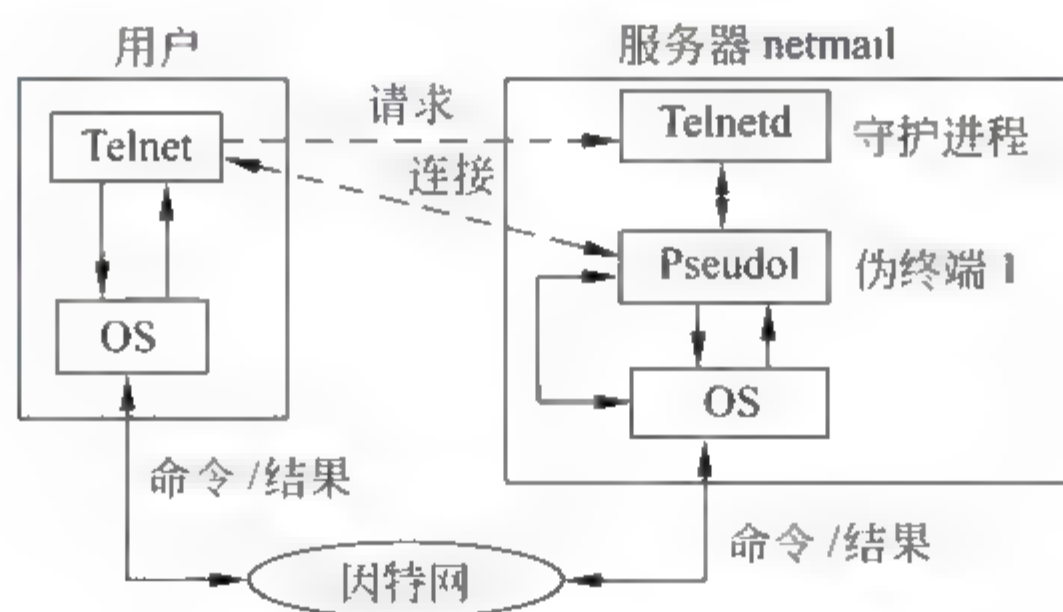 用户
服务器 netmail
请求
Telnet
Telnetd
守护进程
连接
Pseudo1
伪终端 1
OS
OS
命令/结果
命令/结果
因特网